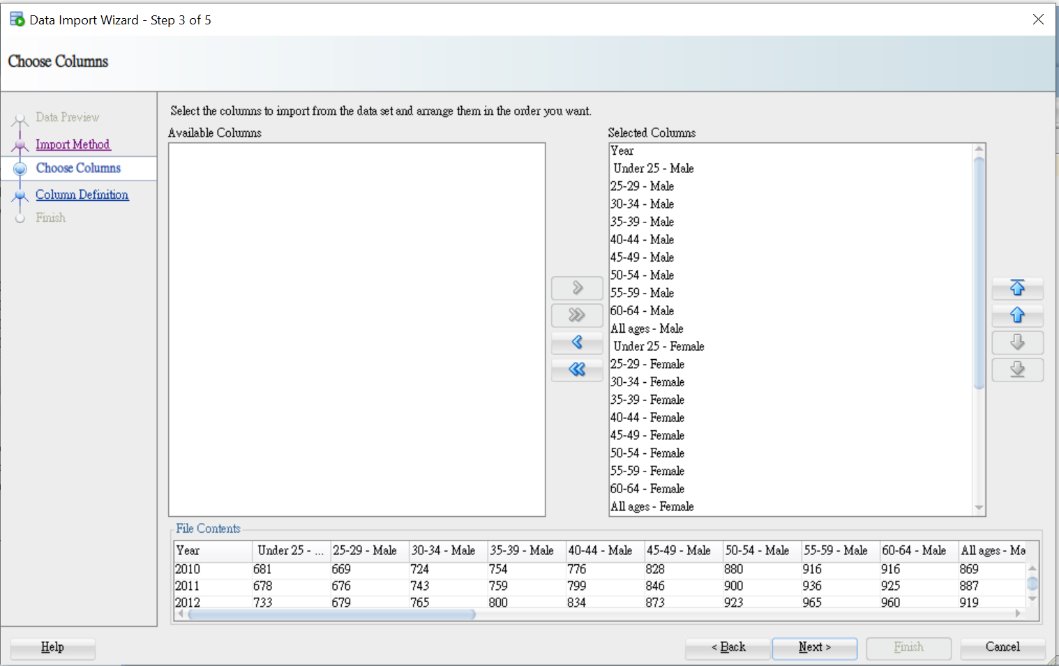 Data Import Wizard - Step 3 of 5
Choose Columns
Data Preview
Import Method
Choose Columns
Column Definition
Finish
Select the columns to import from the data set and arrange them in the order you want.
Available Columns
Selected Columns
Year
Under 25 - Male
25-29 - Male
30-34 - Male
35-39 - Male
40-44 - Male
45-49 - Male
50-54 - Male
55-59 - Male
60-64 - Male
All ages - Male
Under 25 - Female
25-29 - Female
30-34 - Female
35-39 - Female
40-44 - Female
45-49 - Female
50-54 - Female
55-59 - Female
60-64 - Female
All ages - Female
File Contents
Year Under 25 - ... 25-29 - Male 30-34 - Male 35-39 - Male 40-44 - Male 45-49 - Male 50-54 - Male 55-59 - Male 60-64 - Male All ages - Ma
2010 681 669 724 754 776 828 880 916 916 869
2011 678 676 743 759 799 846 900 936 925 887
2012 733 679 765 800 834 873 923 965 960 919
Help
< Back
Next >
Finish
Cancel